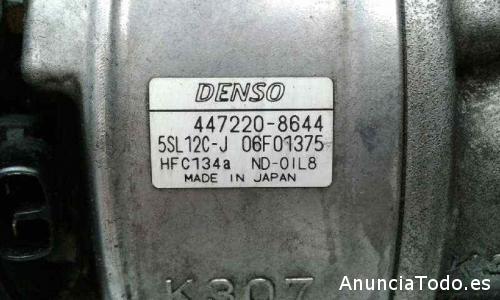 DENSO
447220-8644
5SL12C-J 06F01375
HFC134a ND-OIL8
MADE IN JAPAN
K307
AnunciaTodo.es